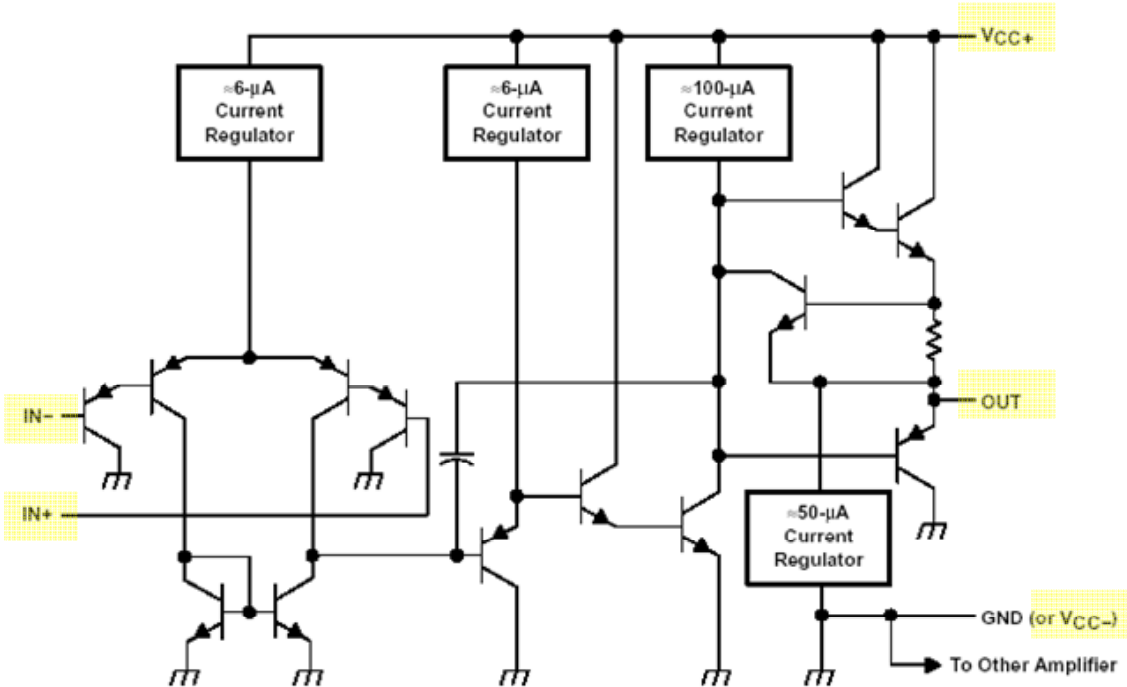 VCC+
≈6-µA
Current
Regulator
≈6-µA
Current
Regulator
≈100-µA
Current
Regulator
IN−
OUT
IN+
≈50-µA
Current
Regulator
GND (or VCC−)
To Other Amplifier